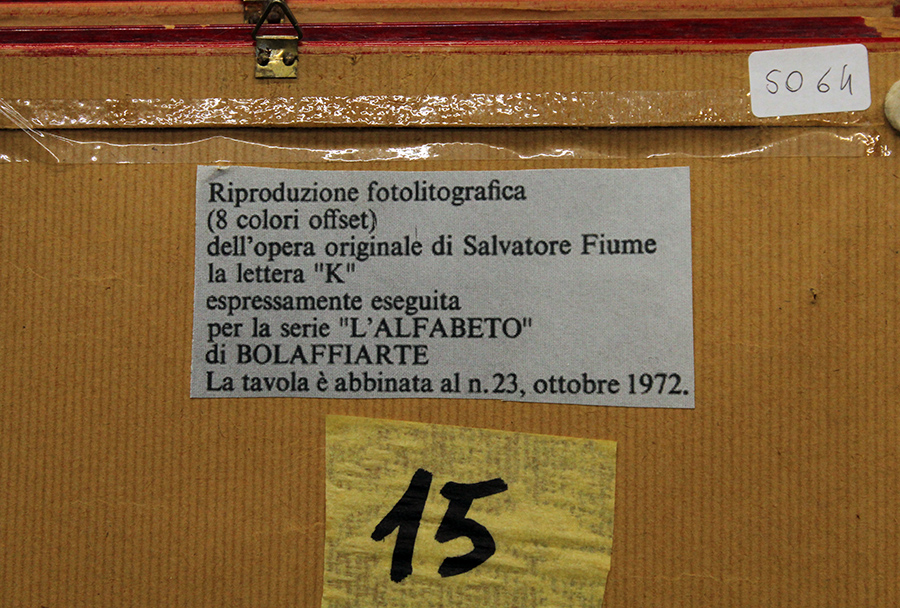 5064
Riproduzione fotolitografica
(8 colori offset)
dell'opera originale di Salvatore Fiume
la lettera "K"
espressamente eseguita
per la serie "L'ALFABETO"
di BOLAFFIARTE
La tavola è abbinata al n. 23, ottobre 1972.
15